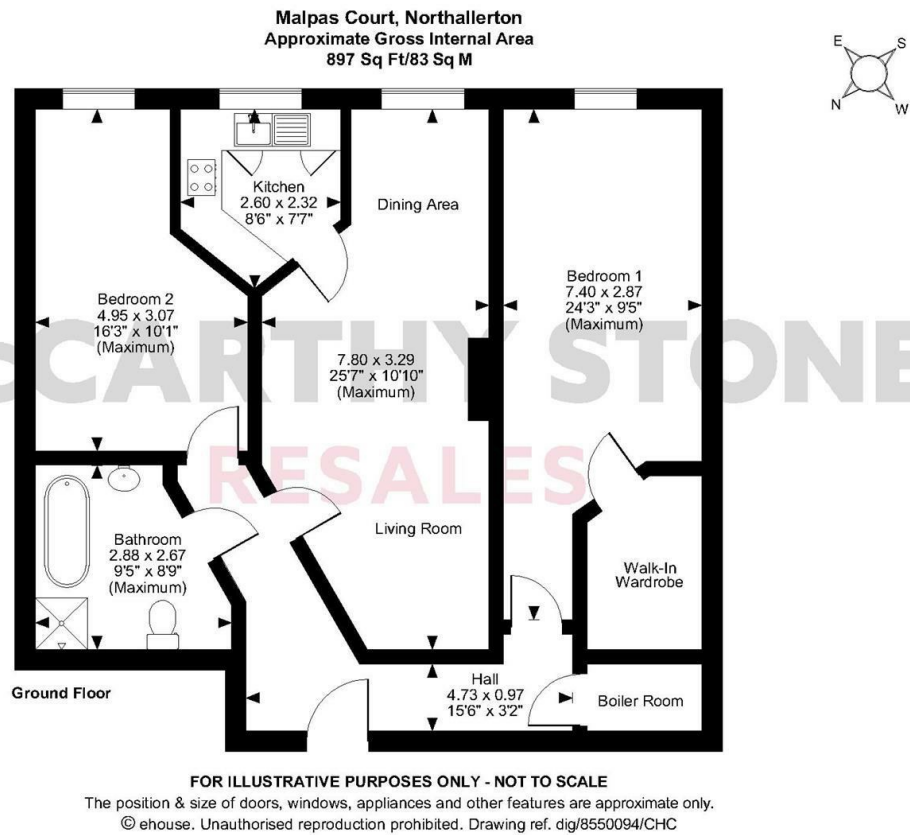 Malpas Court, Northallerton
Approximate Gross Internal Area
897 Sq Ft/83 Sq M
E
S
N
W
Kitchen
2.60 x 2.32
8'6" x 7'7"
Dining Area
Bedroom 2
4.95 x 3.07
16'3" x 10'1"
(Maximum)
Bedroom 1
7.40 x 2.87
24'3" x 9'5"
(Maximum)
7.80 x 3.29
25'7" x 10'10"
(Maximum)
cCARTHY STONE
RESALES
Living Room
Bathroom
2.88 x 2.67
9'5" x 8'9"
(Maximum)
Walk-In
Wardrobe
Hall
4.73 x 0.97
15'6" x 3'2"
Boiler Room
Ground Floor
FOR ILLUSTRATIVE PURPOSES ONLY - NOT TO SCALE
The position & size of doors, windows, appliances and other features are approximate only.
© ehouse. Unauthorised reproduction prohibited. Drawing ref. dig/8550094/CHC